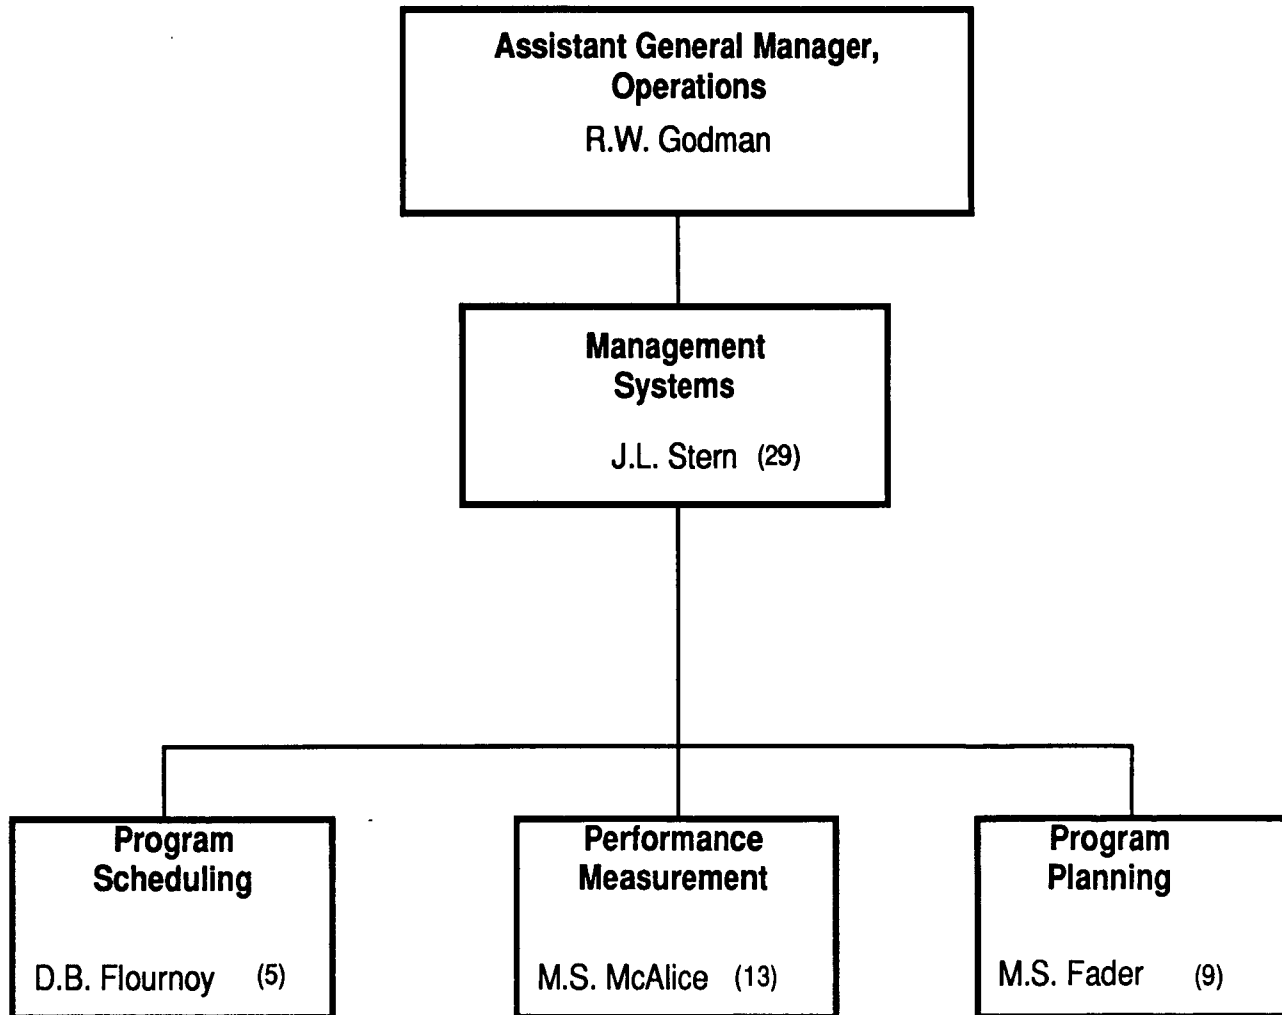 Assistant General Manager,
Operations
R.W. Godman
Management
Systems
J.L. Stern (29)
Program
Scheduling
D.B. Flournoy (5)
Performance
Measurement
M.S. McAlice (13)
Program
Planning
M.S. Fader (9)